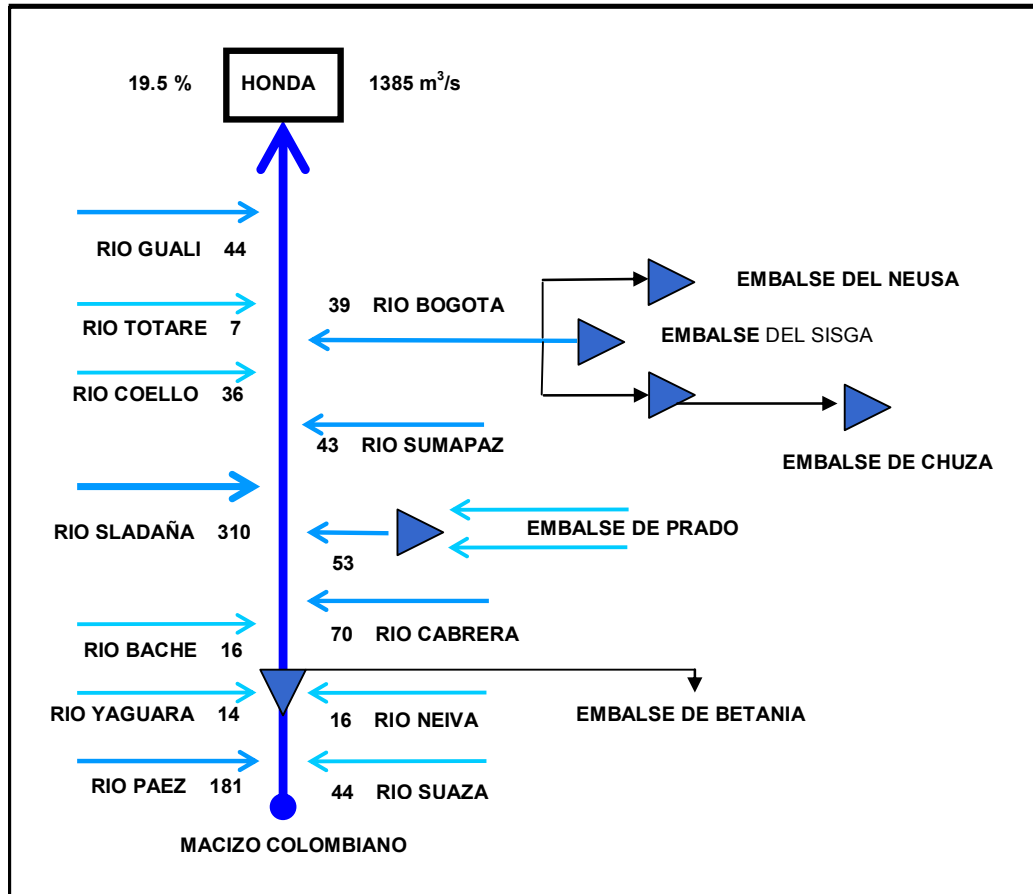 19.5 % HONDA 1385 m³/s
RIO GUALI 44
39 RIO BOGOTA
EMBALSE DEL NEUSA
RIO TOTARE 7
EMBALSE DEL SISGA
RIO COELLO 36
43 RIO SUMAPAZ
EMBALSE DE CHUZA
RIO SLADAÑA 310
EMBALSE DE PRADO
53
70 RIO CABRERA
RIO BACHE 16
RIO YAGUARA 14
16 RIO NEIVA
EMBALSE DE BETANIA
RIO PAEZ 181
44 RIO SUAZA
MACIZO COLOMBIANO